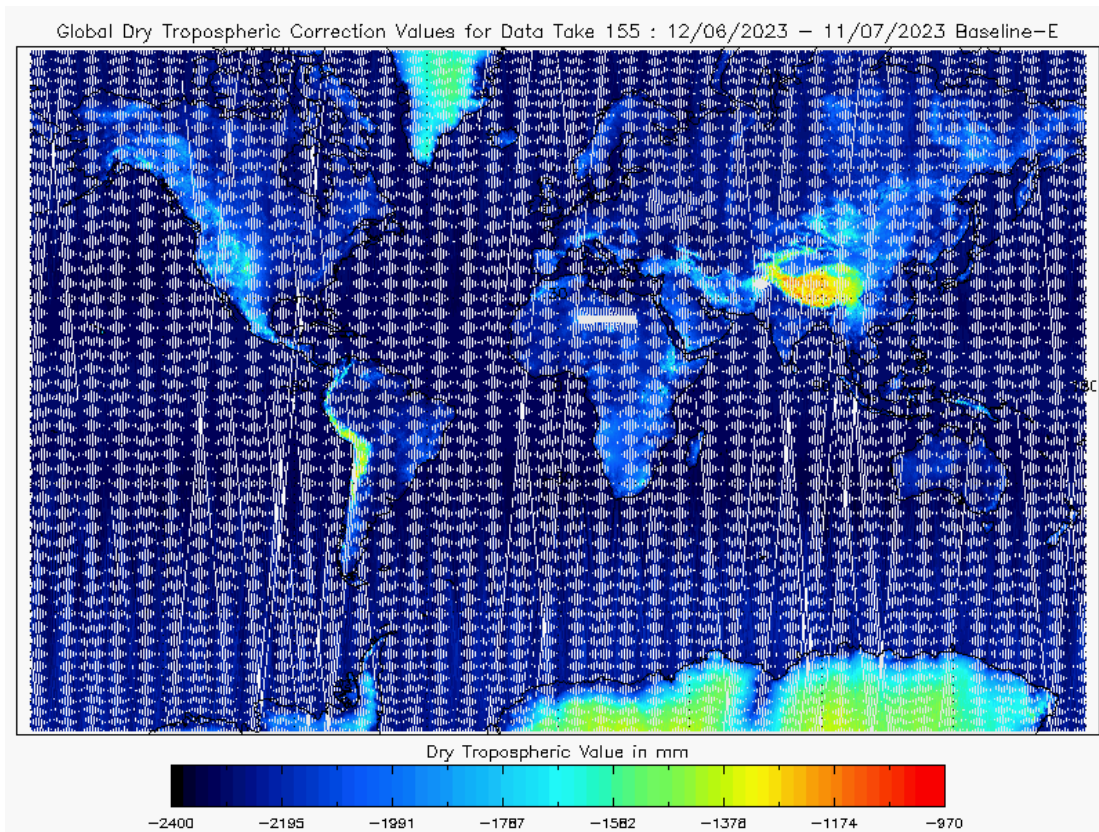 Global Dry Tropospheric Correction Values for Data Take 155 : 12/06/2023 – 11/07/2023 Baseline-E
Dry Tropospheric Value in mm
-2400 -2195 -1991 -1787 -1582 -1378 -1174 -970